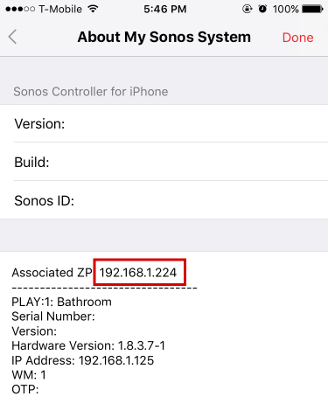 T-Mobile 5:46 PM 100%
About My Sonos System Done
Sonos Controller for iPhone
Version:
Build:
Sonos ID:
Associated ZP 192.168.1.224
---------------------------------
PLAY:1: Bathroom
Serial Number:
Version:
Hardware Version: 1.8.3.7-1
IP Address: 192.168.1.125
WM: 1
OTP: